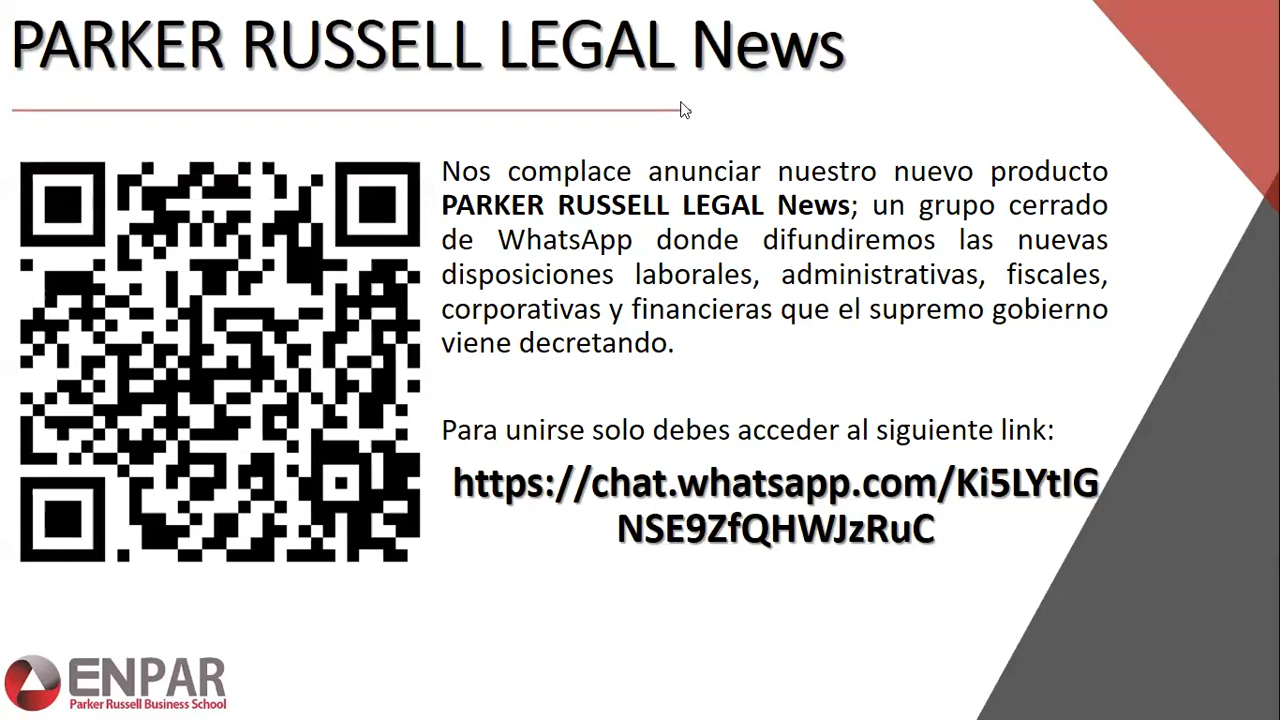 PARKER RUSSELL LEGAL News
Nos complace anunciar nuestro nuevo producto
PARKER RUSSELL LEGAL News; un grupo cerrado
de WhatsApp donde difundiremos las nuevas
disposiciones laborales, administrativas, fiscales,
corporativas y financieras que el supremo gobierno
viene decretando.
Para unirse solo debes acceder al siguiente link:
https://chat.whatsapp.com/Ki5LYtIG
NSE9ZfQHWJzRuC
ENPAR
Parker Russell Business School